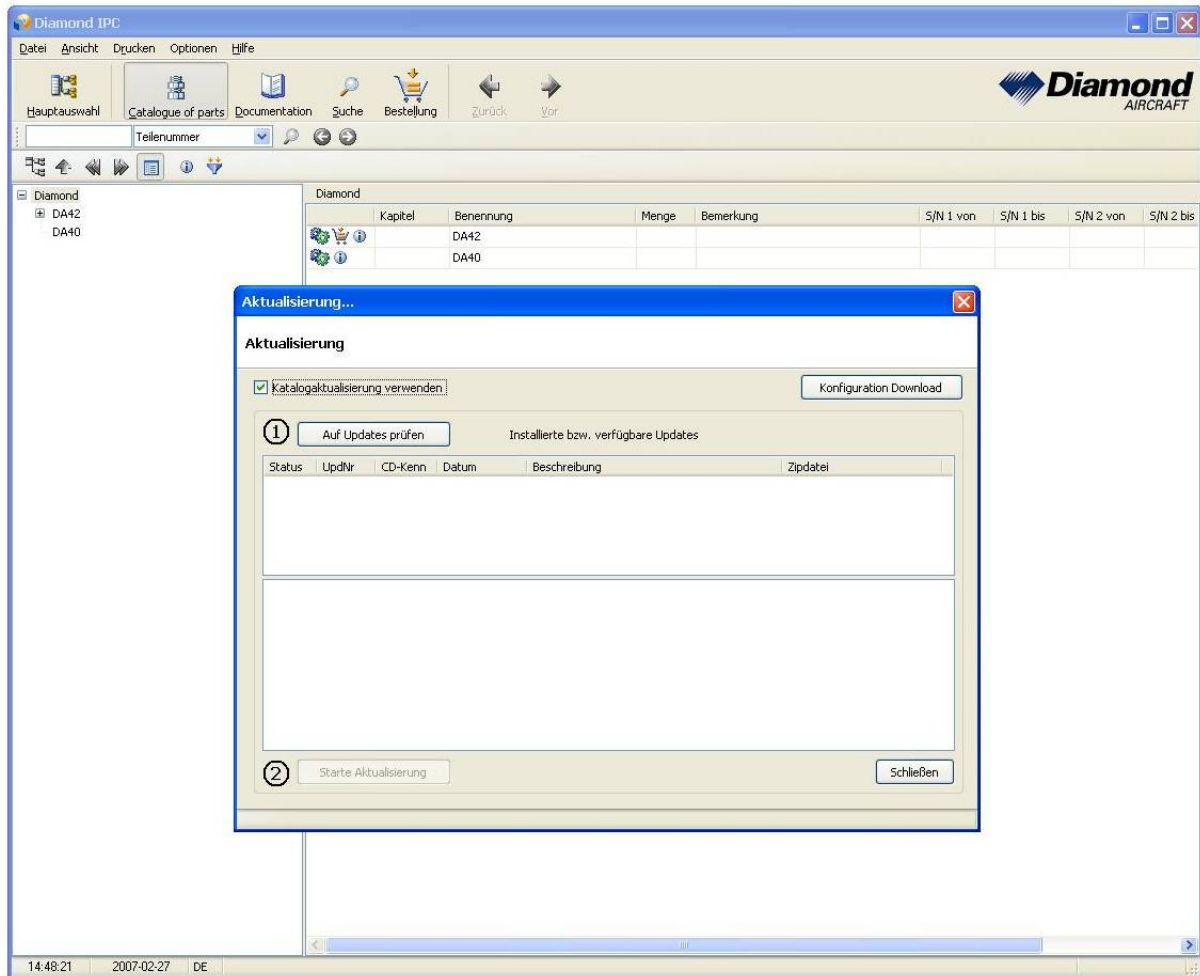 Diamond IPC
Datei Ansicht Drucken Optionen Hilfe
Hauptauswahl Catalogue of parts Documentation Suche Bestellung Zurück Vor
Diamond
AIRCRAFT
Teilenummer
Diamond
DA42
DA40
Diamond
Kapitel Benennung Menge Bemerkung S/N 1 von S/N 1 bis S/N 2 von S/N 2 bis
DA42
DA40
Aktualisierung...
Aktualisierung
Katalogaktualisierung verwenden Konfiguration Download
1 Auf Updates prüfen Installierte bzw. verfügbare Updates
Status UpdNr CD-Kenn Datum Beschreibung Zipdatei
2 Starte Aktualisierung Schließen
14:48:21 2007-02-27 DE